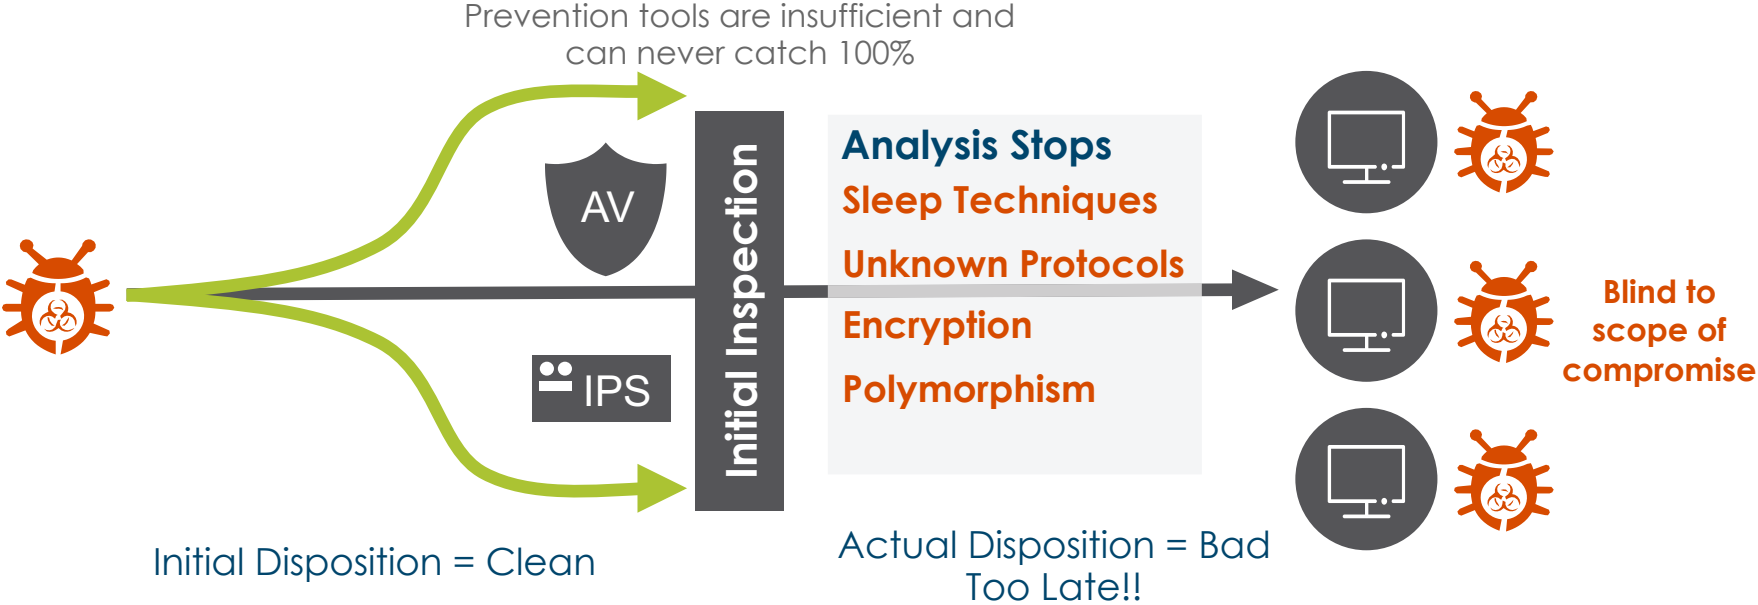 Prevention tools are insufficient and
can never catch 100%
AV
IPS
Initial Inspection
Analysis Stops
Sleep Techniques
Unknown Protocols
Encryption
Polymorphism
Blind to
scope of
compromise
Initial Disposition = Clean
Actual Disposition = Bad
Too Late!!